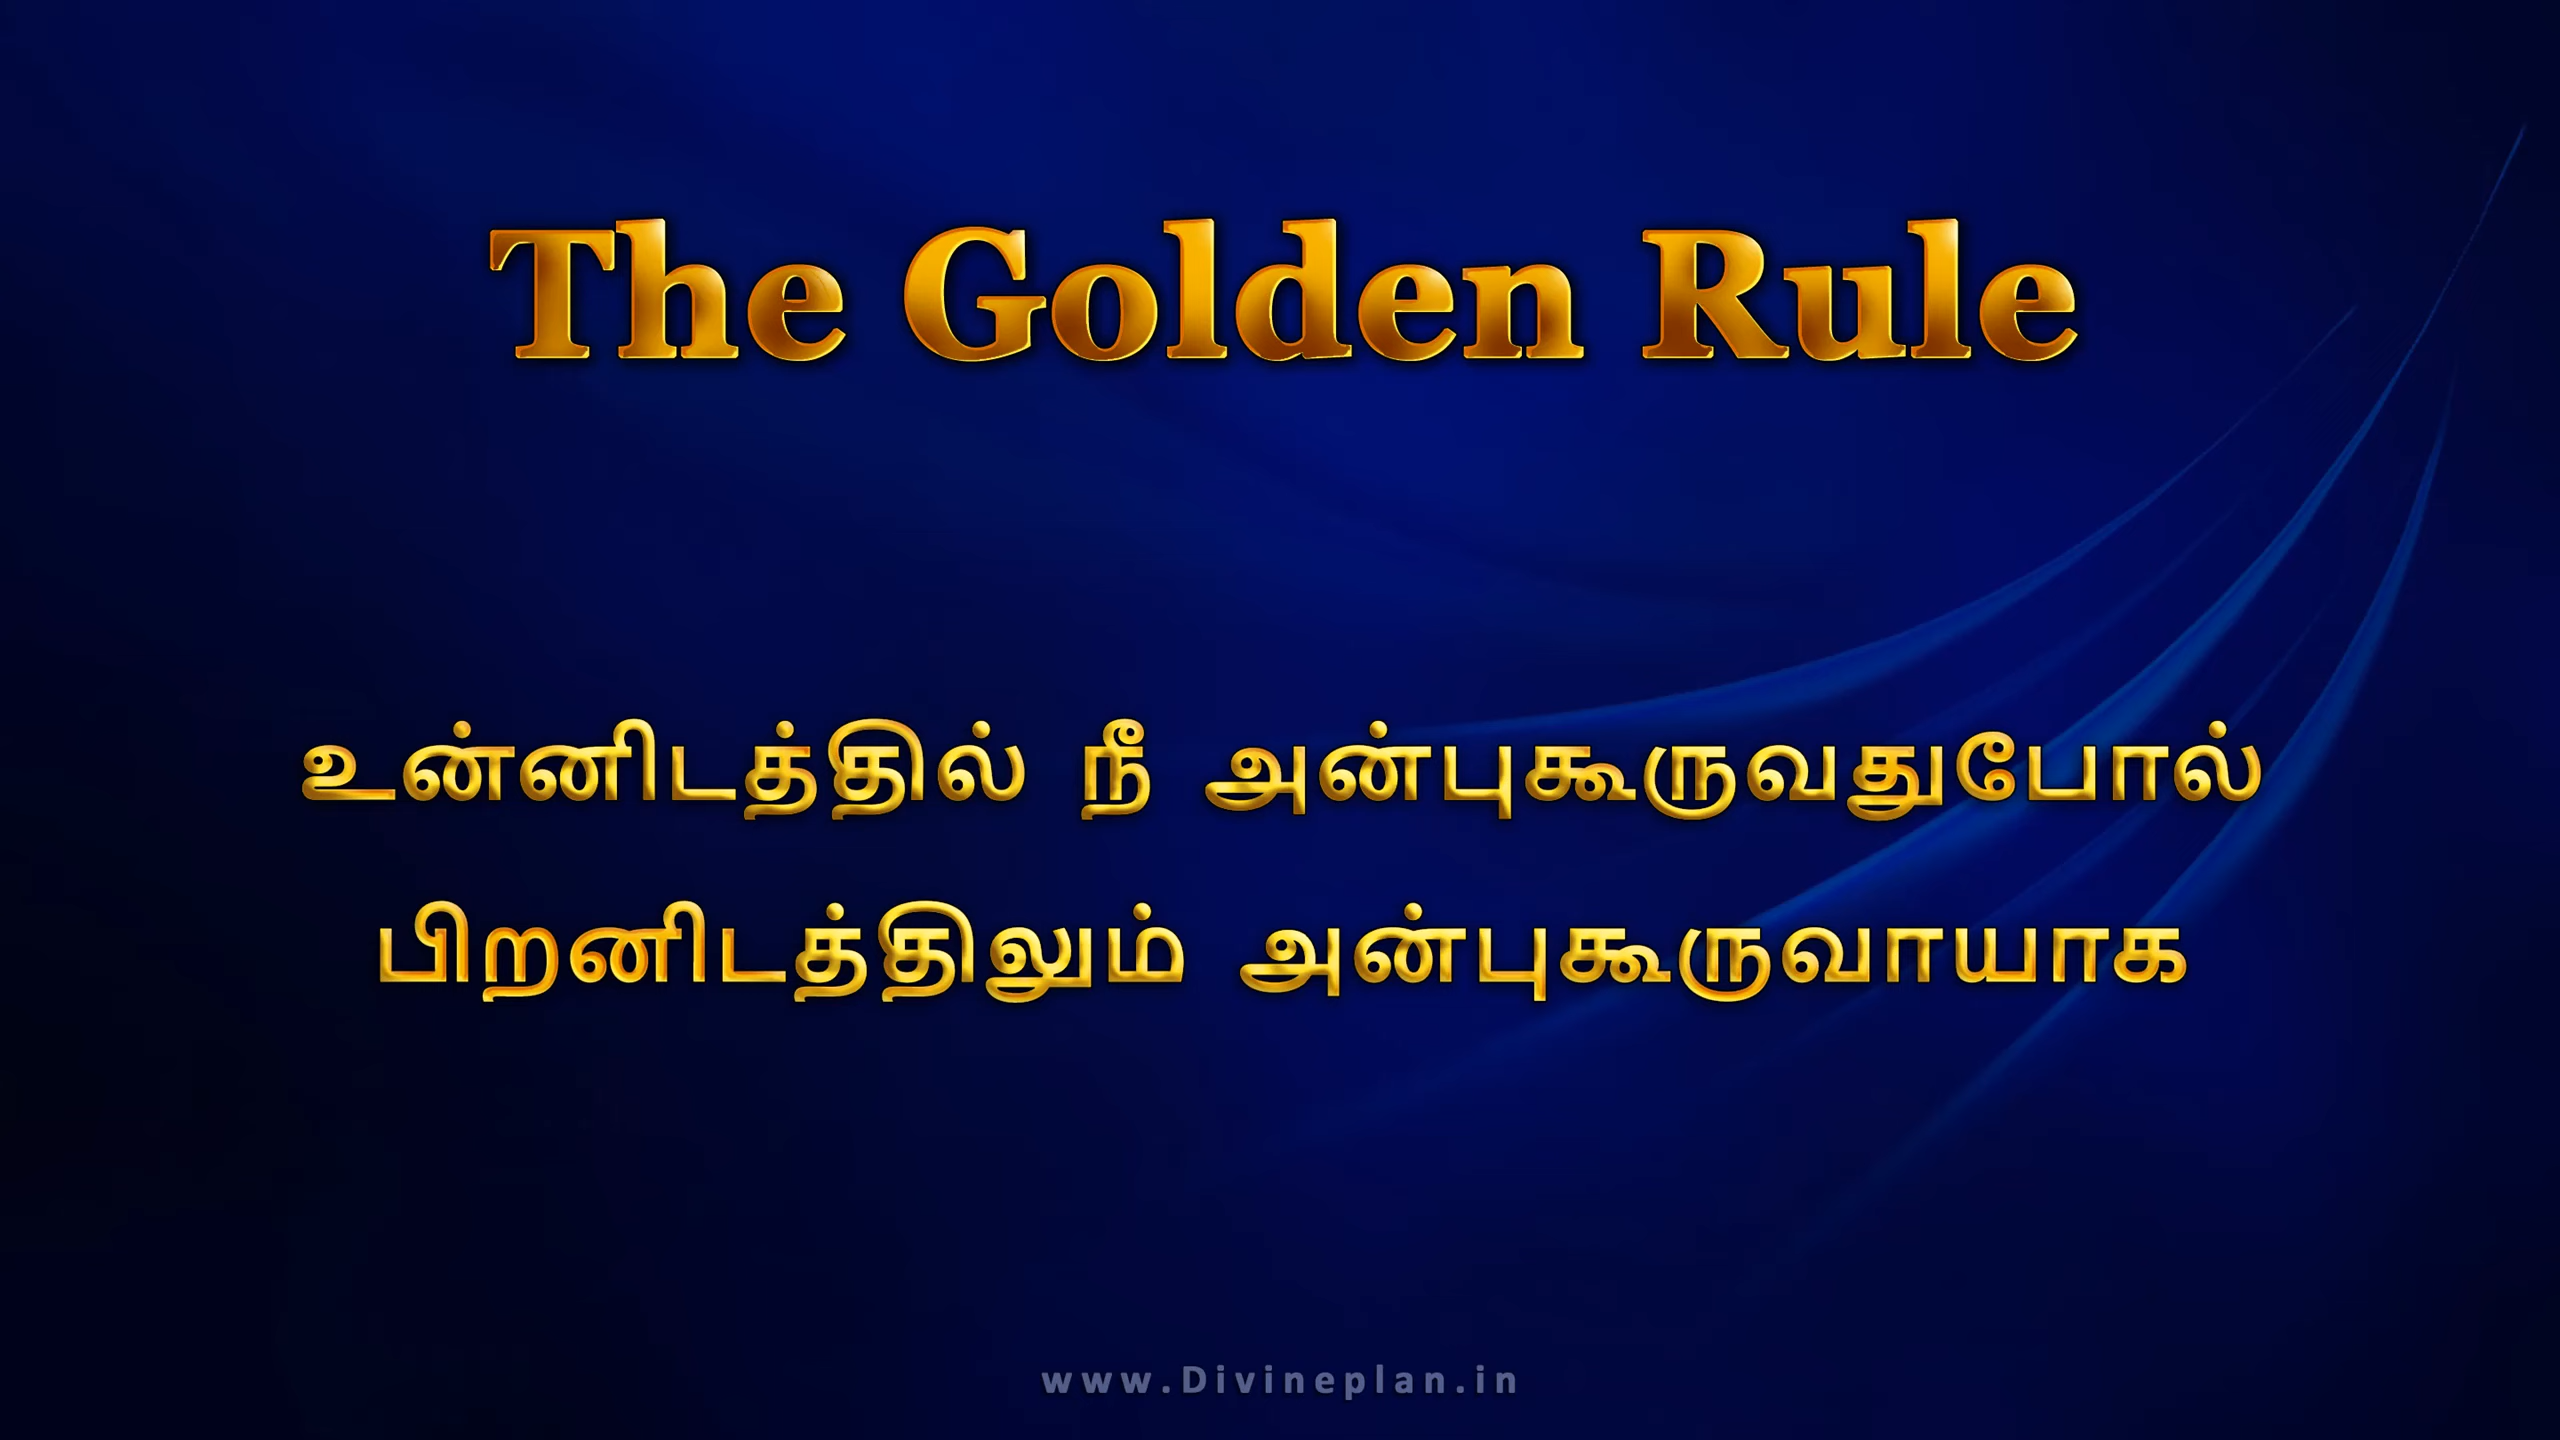 The Golden Rule
உன்னிடத்தில் நீ அன்புகூருவதுபோல்
பிறனிடத்திலும் அன்புகூருவாயாக
www.Divineplan.in